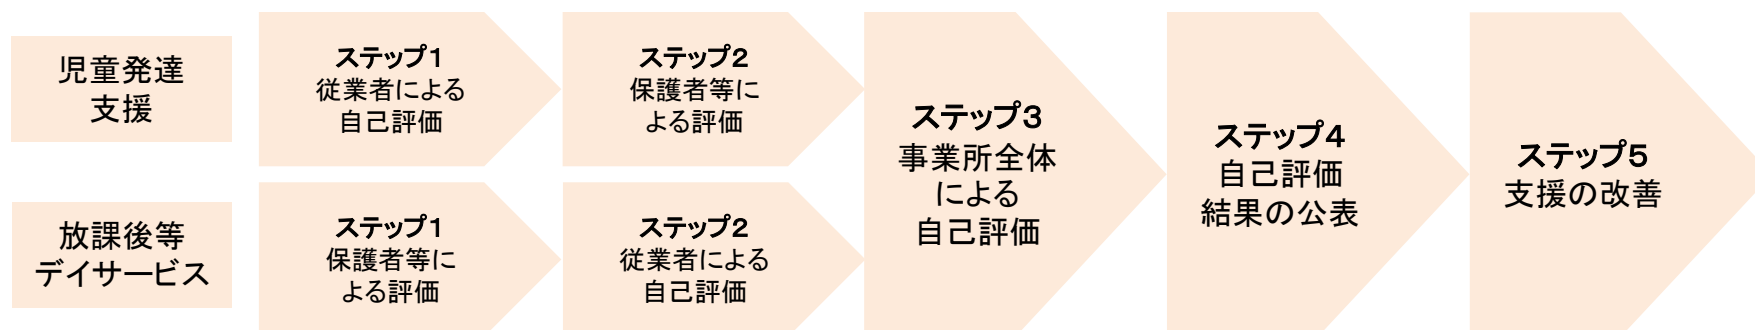 児童発達
支援
ステップ1
従業者による
自己評価
ステップ2
保護者等に
よる評価
放課後等
デイサービス
ステップ1
保護者等に
よる評価
ステップ2
従業者による
自己評価
ステップ3
事業所全体
による
自己評価
ステップ4
自己評価
結果の公表
ステップ5
支援の改善